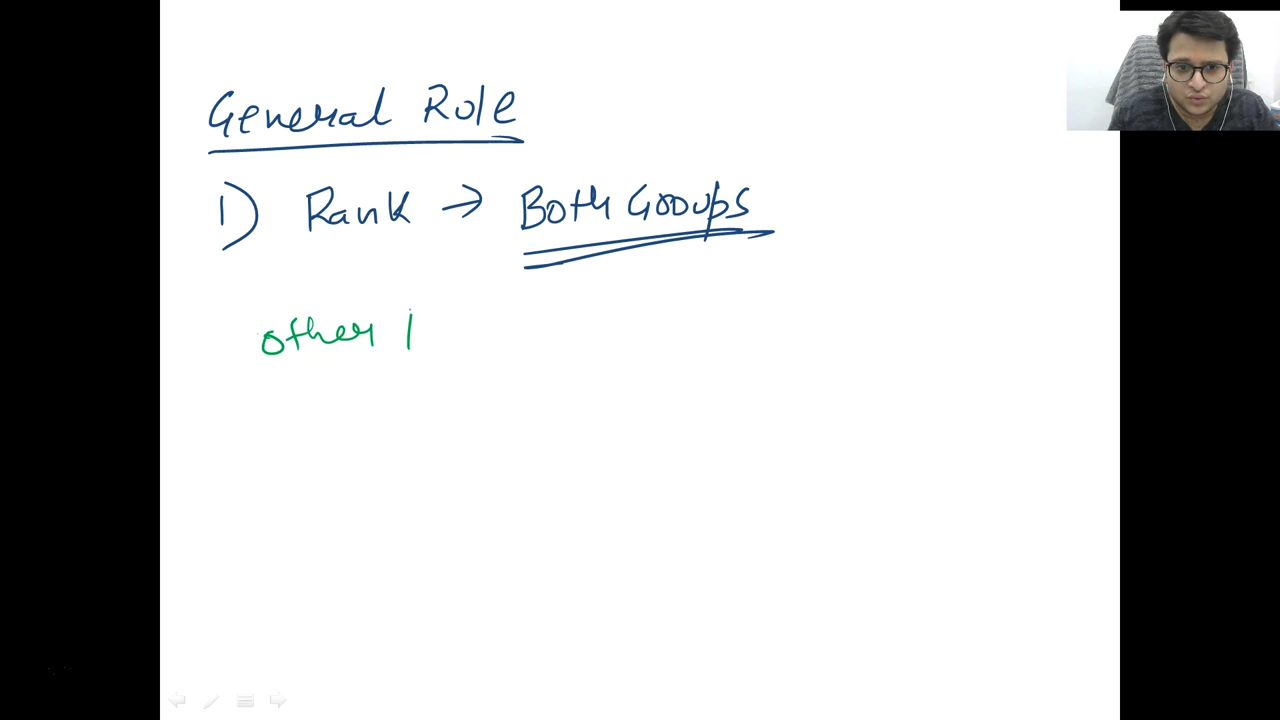 General Role
1) Rank → Both Groups
other